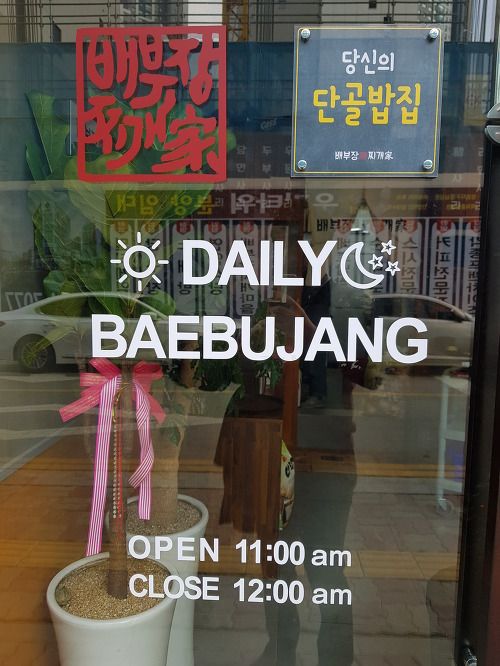 배부장
찌개家
당신의
단골밥집
배부장 찌개家
DAILY
BAEBUJANG
OPEN 11:00 am
CLOSE 12:00 am